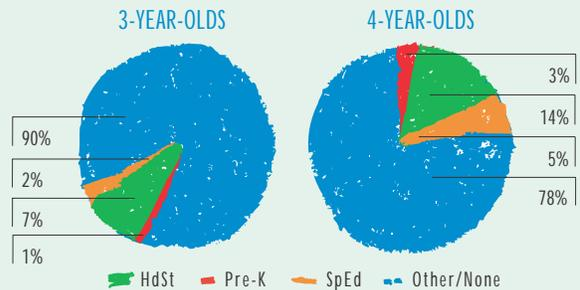 3-YEAR-OLDS
90%
2%
7%
1%
4-YEAR-OLDS
3%
14%
5%
78%
HdSt Pre-K SpEd Other/None